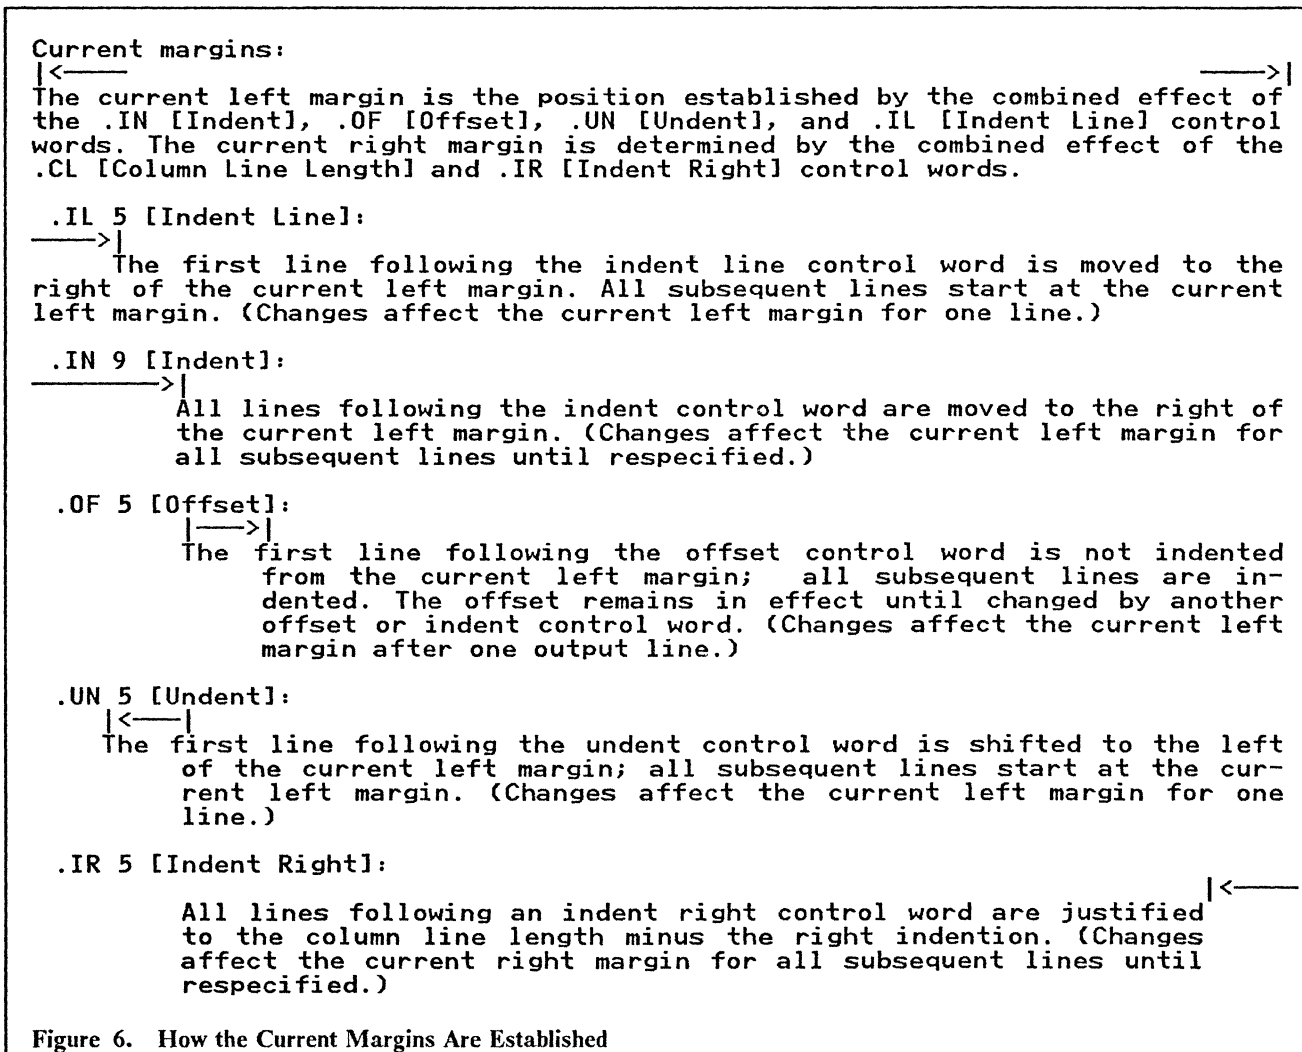 Current margins:
|<——— ———>|
The current left margin is the position established by the combined effect of
the .IN [Indent], .OF [Offset], .UN [Undent], and .IL [Indent Line] control
words. The current right margin is determined by the combined effect of the
.CL [Column Line Length] and .IR [Indent Right] control words.
.IL 5 [Indent Line]:
———>|
The first line following the indent line control word is moved to the
right of the current left margin. All subsequent lines start at the current
left margin. (Changes affect the current left margin for one line.)
.IN 9 [Indent]:
—————>|
All lines following the indent control word are moved to the right of
the current left margin. (Changes affect the current left margin for
all subsequent lines until respecified.)
.OF 5 [Offset]:
|——>|
The first line following the offset control word is not indented
from the current left margin; all subsequent lines are in-
dented. The offset remains in effect until changed by another
offset or indent control word. (Changes affect the current left
margin after one output line.)
.UN 5 [Undent]:
|<——|
The first line following the undent control word is shifted to the left
of the current left margin; all subsequent lines start at the cur-
rent left margin. (Changes affect the current left margin for one
line.)
.IR 5 [Indent Right]:
|<———
All lines following an indent right control word are justified
to the column line length minus the right indention. (Changes
affect the current right margin for all subsequent lines until
respecified.)
Figure 6. How the Current Margins Are Established